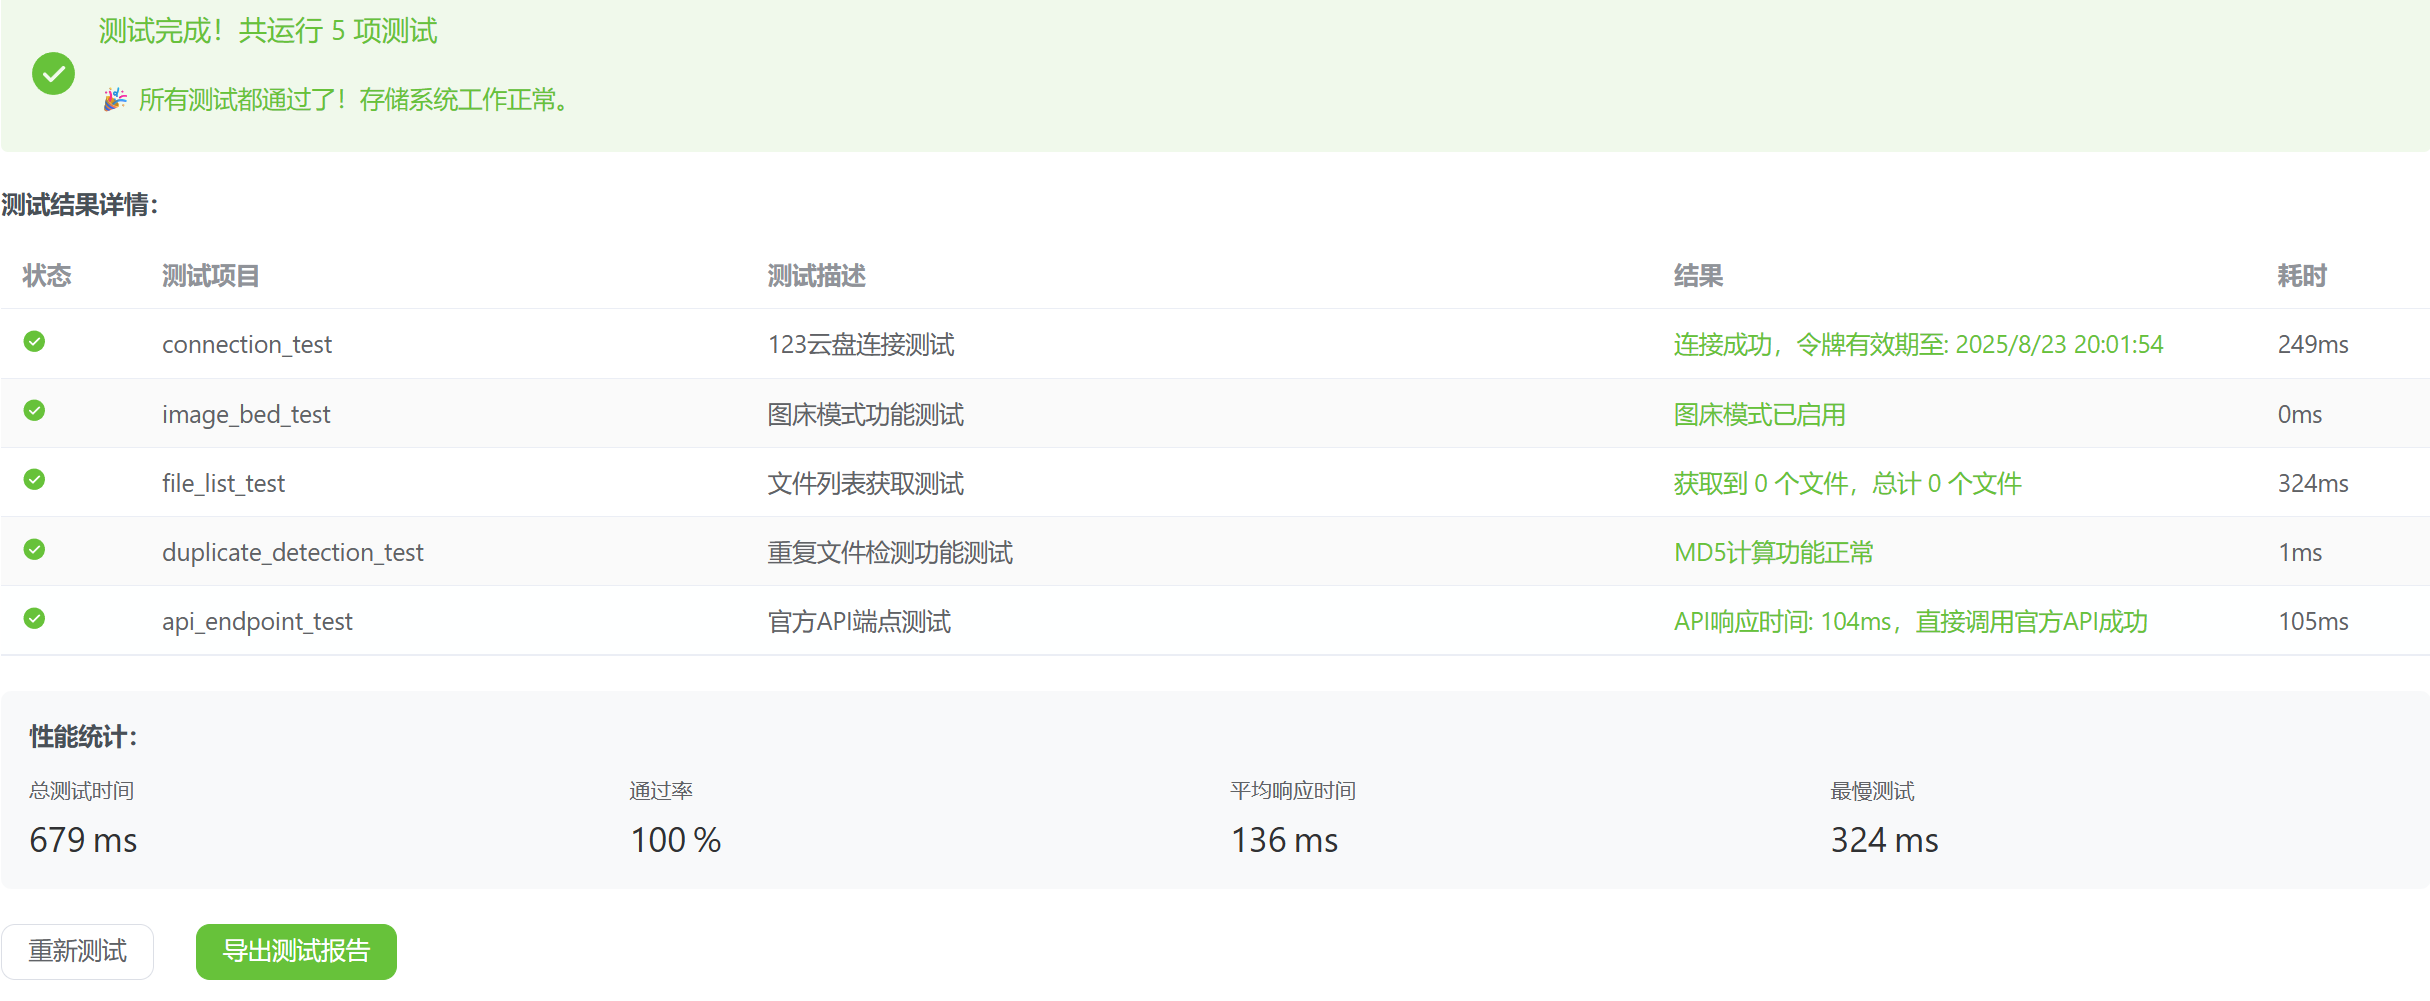 测试完成！共运行 5 项测试
🎉 所有测试都通过了！存储系统工作正常。
测试结果详情：
状态 测试项目 测试描述 结果 耗时
connection_test 123云盘连接测试 连接成功，令牌有效期至: 2025/8/23 20:01:54 249ms
image_bed_test 图床模式功能测试 图床模式已启用 0ms
file_list_test 文件列表获取测试 获取到 0 个文件，总计 0 个文件 324ms
duplicate_detection_test 重复文件检测功能测试 MD5计算功能正常 1ms
api_endpoint_test 官方API端点测试 API响应时间: 104ms，直接调用官方API成功 105ms
性能统计：
总测试时间 通过率 平均响应时间 最慢测试
679 ms 100 % 136 ms 324 ms
重新测试 导出测试报告